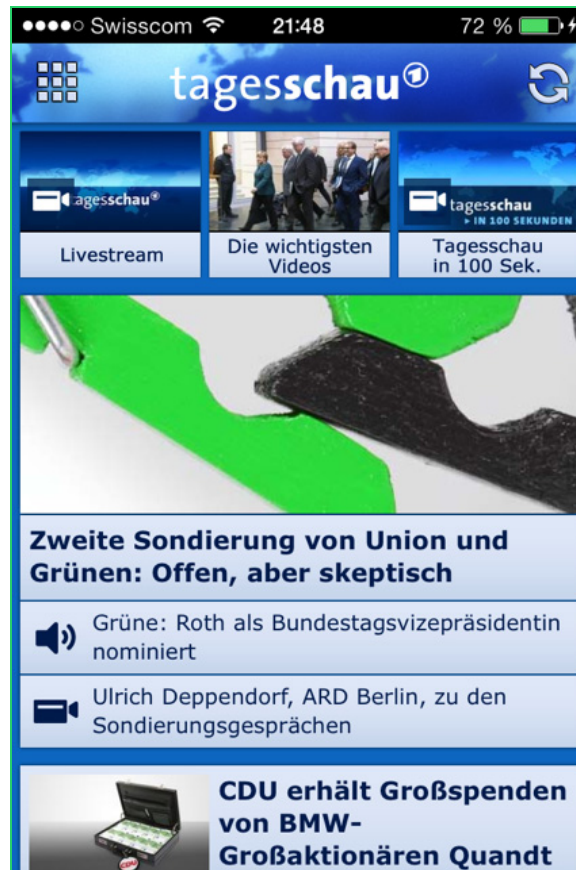 Swisscom 21:48 72 %
tagesschau
tagesschau
Livestream
Die wichtigsten
Videos
tagesschau
IN 100 SEKUNDEN
Tagesschau
in 100 Sek.
Zweite Sondierung von Union und
Grünen: Offen, aber skeptisch
Grüne: Roth als Bundestagsvizepräsidentin
nominiert
Ulrich Deppendorf, ARD Berlin, zu den
Sondierungsgesprächen
CDU
CDU erhält Großspenden
von BMW-
Großaktionären Quandt